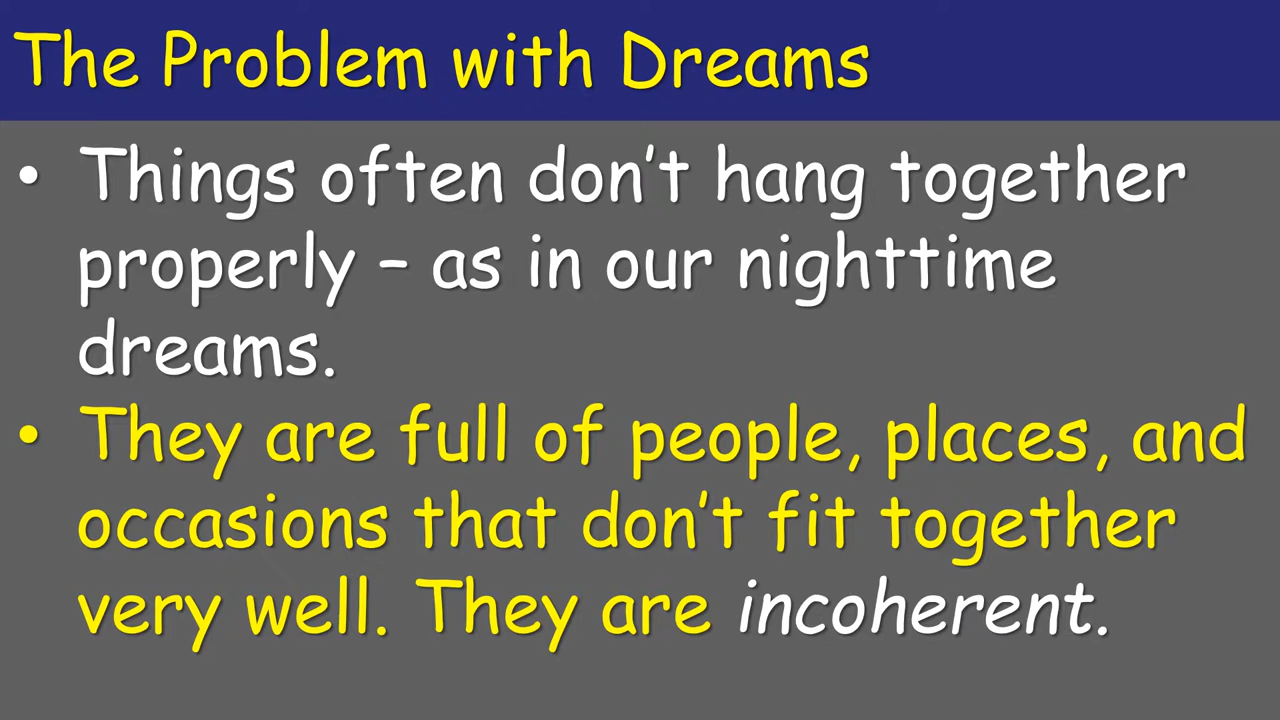 The Problem with Dreams
• Things often don't hang together
properly – as in our nighttime
dreams.
• They are full of people, places, and
occasions that don't fit together
very well. They are incoherent.